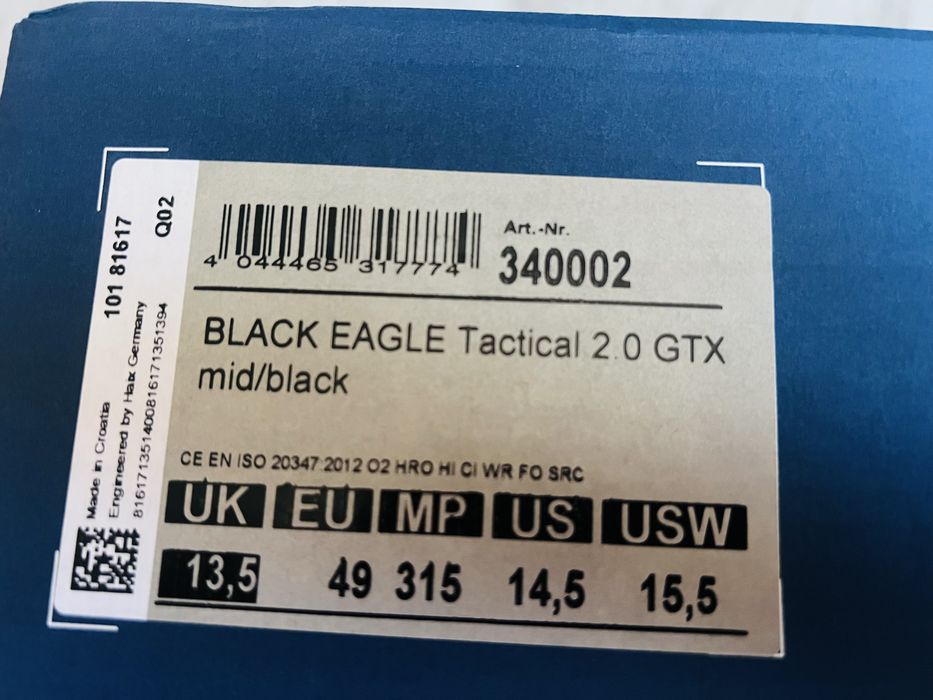 101 81617
Q02
Made in Croatia
Engineered by Haix Germany
816171351400816171351394
4 044465 317774
Art.-Nr.
340002
BLACK EAGLE Tactical 2.0 GTX
mid/black
CE EN ISO 20347:2012 O2 HRO HI CI WR FO SRC
UK EU MP US USW
13,5 49 315 14,5 15,5